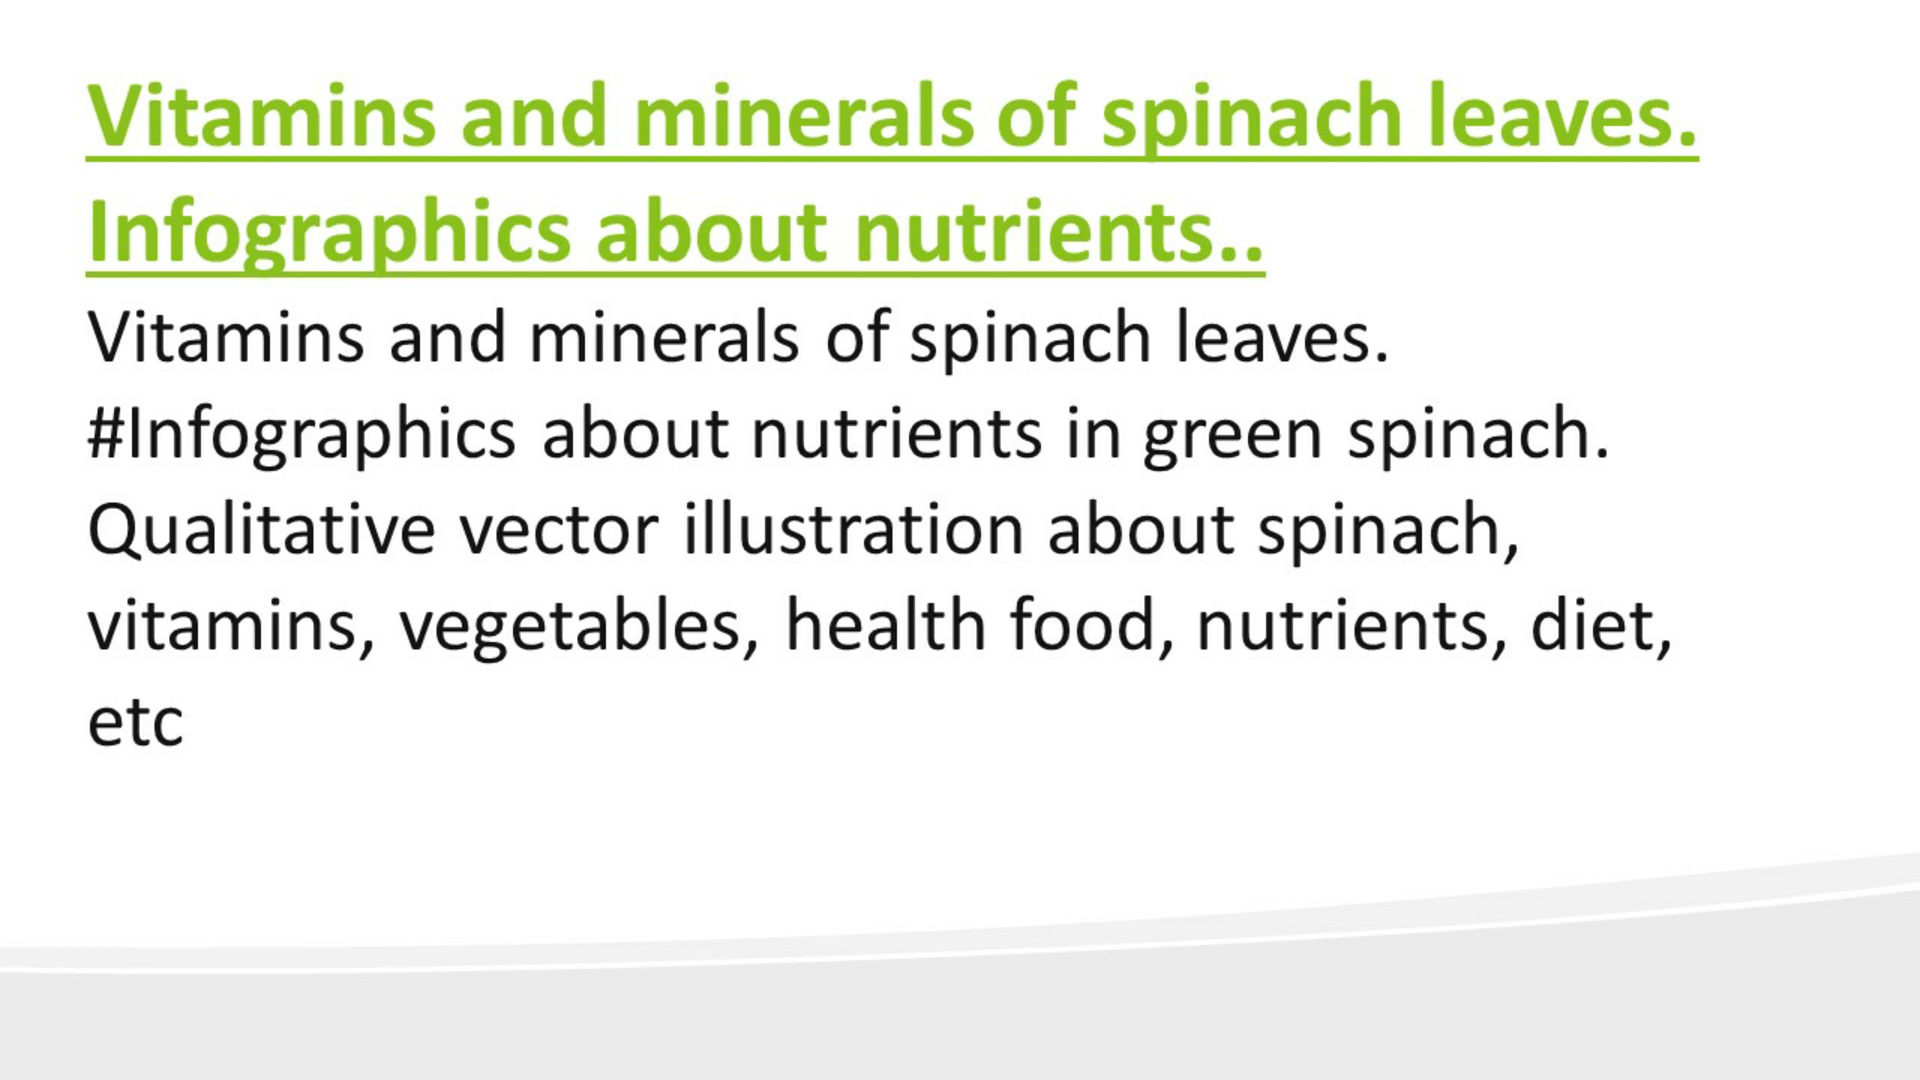 Vitamins and minerals of spinach leaves.
Infographics about nutrients..
Vitamins and minerals of spinach leaves.
#Infographics about nutrients in green spinach.
Qualitative vector illustration about spinach,
vitamins, vegetables, health food, nutrients, diet,
etc